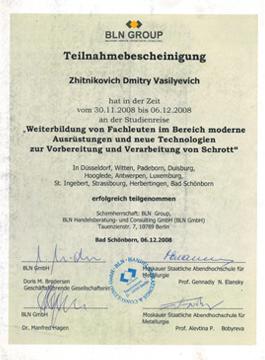 BLN GROUP
Teilnahmebescheinigung
Zhitnikovich Dmitry Vasilyevich
hat in der Zeit
vom 30.11.2008 bis 06.12.2008
an der Studienreise
„Weiterbildung von Fachleuten im Bereich moderne
Ausrüstungen und neue Technologien
zur Vorbereitung und Verarbeitung von Schrott“
In Düsseldorf, Witten, Padeborn, Duisburg,
Hooglede, Antwerpen, Luxemburg,
St. Ingebert, Strassbourg, Herbertingen, Bad Schönborn
erfolgreich teilgenommen
Schirmherrschaft: BLN Group,
BLN Handelsberatung- und Consulting GmbH (BLN GmbH)
Tauenzienstr. 7, 10789 Berlin
Bad Schönborn, 06.12.2008
BLN GmbH
Doris M. Brodersen
Geschäftsführende Gesellschafterin
Moskauer Staatliche Abendhochschule für
Metallurgie
Prof. Gennadiy N. Elansky
BLN GmbH
Dr. Manfred Hagen
Moskauer Staatliche Abendhochschule für
Metallurgie
Prof. Alevtina P. Bobyreva